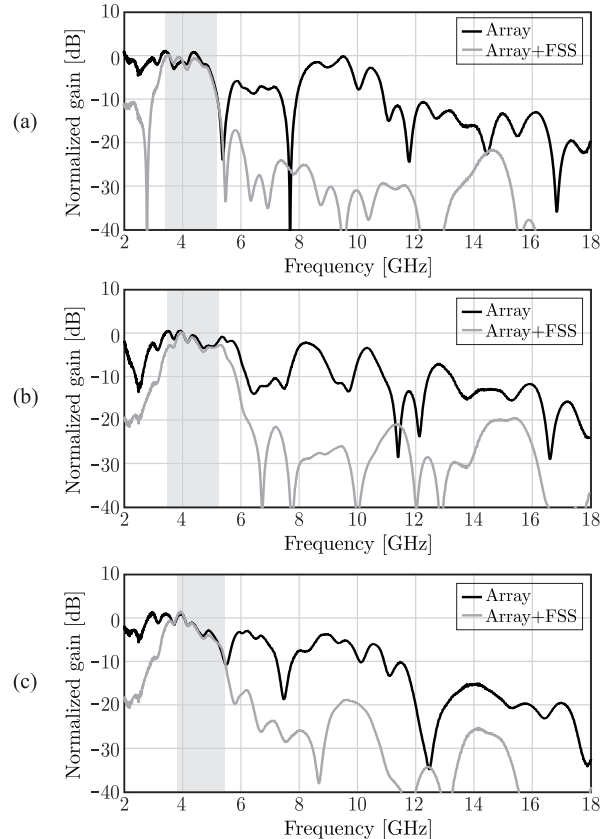 (a)
Normalized gain [dB]
10
0
−10
−20
−30
−40
Array
Array+FSS
2 4 6 8 10 12 14 16 18
Frequency [GHz]
(b)
Normalized gain [dB]
10
0
−10
−20
−30
−40
Array
Array+FSS
2 4 6 8 10 12 14 16 18
Frequency [GHz]
(c)
Normalized gain [dB]
10
0
−10
−20
−30
−40
Array
Array+FSS
2 4 6 8 10 12 14 16 18
Frequency [GHz]